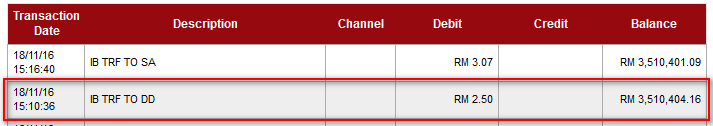 Transaction Date Description Channel Debit Credit Balance
18/11/16
15:16:40 IB TRF TO SA RM 3.07 RM 3,510,401.09
18/11/16
15:10:36 IB TRF TO DD RM 2.50 RM 3,510,404.16